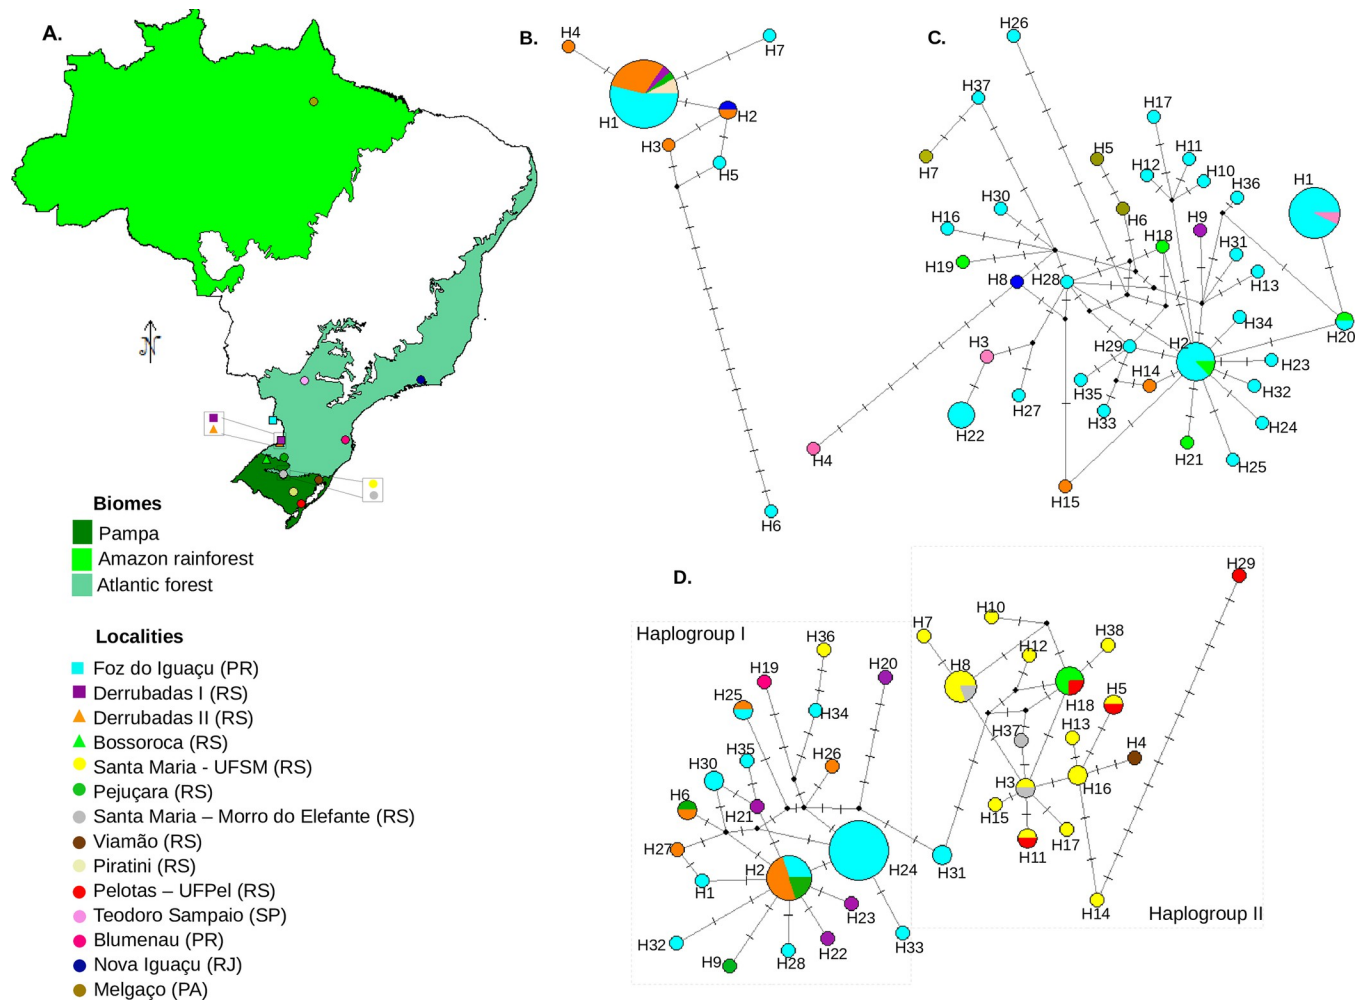 A.
N
Biomes
Pampa
Amazon rainforest
Atlantic forest
Localities
Foz do Iguaçu (PR)
Derrubadas I (RS)
Derrubadas II (RS)
Bossoroca (RS)
Santa Maria - UFSM (RS)
Pejuçara (RS)
Santa Maria – Morro do Elefante (RS)
Viamão (RS)
Piratini (RS)
Pelotas – UFPel (RS)
Teodoro Sampaio (SP)
Blumenau (PR)
Nova Iguaçu (RJ)
Melgaço (PA)
B.
H4
H7
H1
H2
H3
H5
H6
C.
H26
H37
H17
H7
H5
H11
H12
H10
H36
H1
H30
H6
H9
H16
H18
H31
H19
H13
H8
H28
H34
H20
H3
H29
H2
H23
H14
H35
H32
H27
H33
H22
H24
H4
H21
H25
H15
D.
Haplogroup I
H36
H19
H20
H25
H34
H35
H26
H30
H6
H21
H27
H2
H24
H1
H23
H32
H22
H33
H9
H28
H31
H29
H10
H7
H12
H38
H8
H18
H5
H37
H13
H4
H3
H16
H15
H17
H11
H14
Haplogroup II